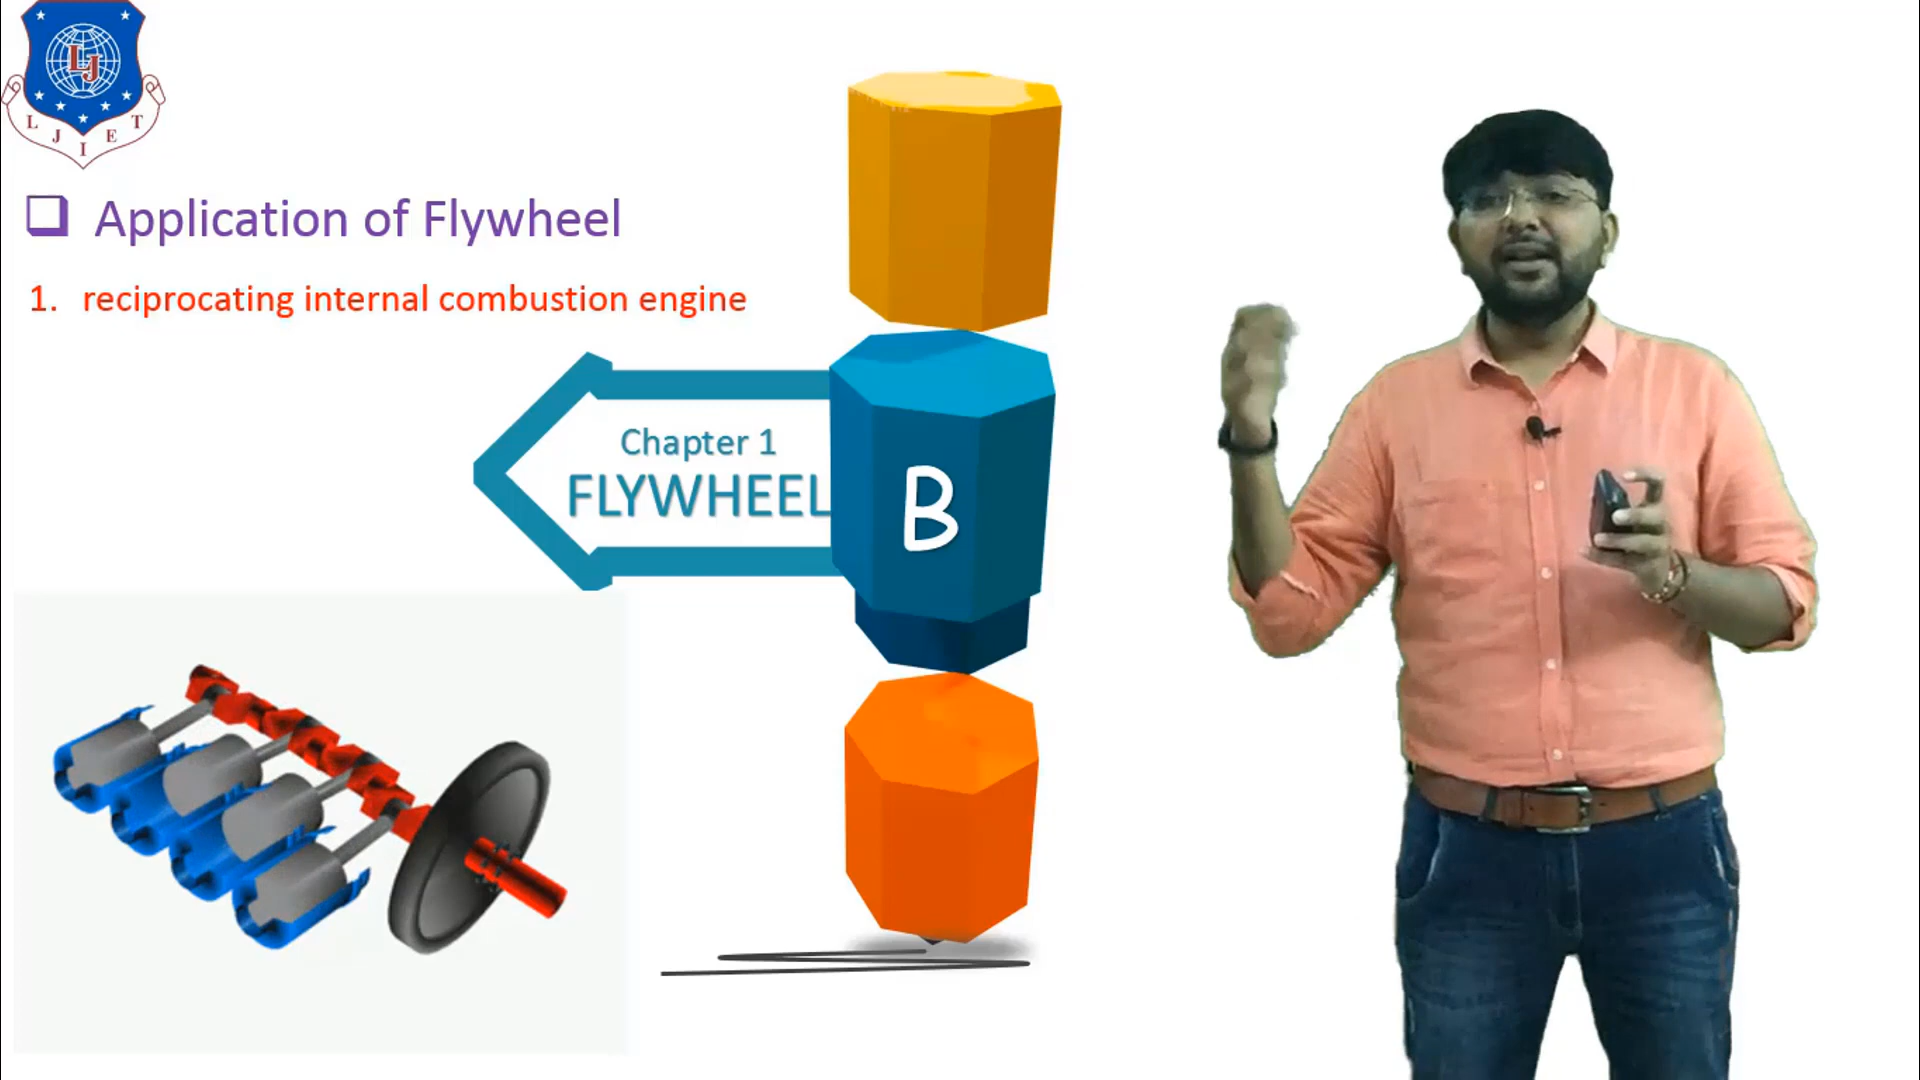 LJ
L J I E T
Application of Flywheel
1. reciprocating internal combustion engine
Chapter 1
FLYWHEEL
B